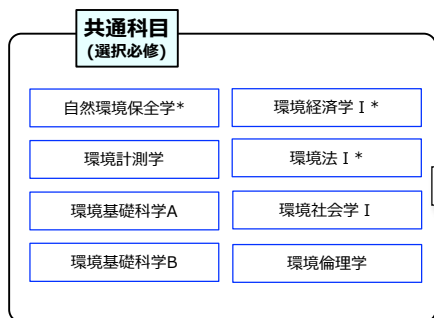 共通科目
(選択必修)
自然環境保全学*
環境経済学Ⅰ*
環境計測学
環境法Ⅰ*
環境基礎科学A
環境社会学Ⅰ
環境基礎科学B
環境倫理学